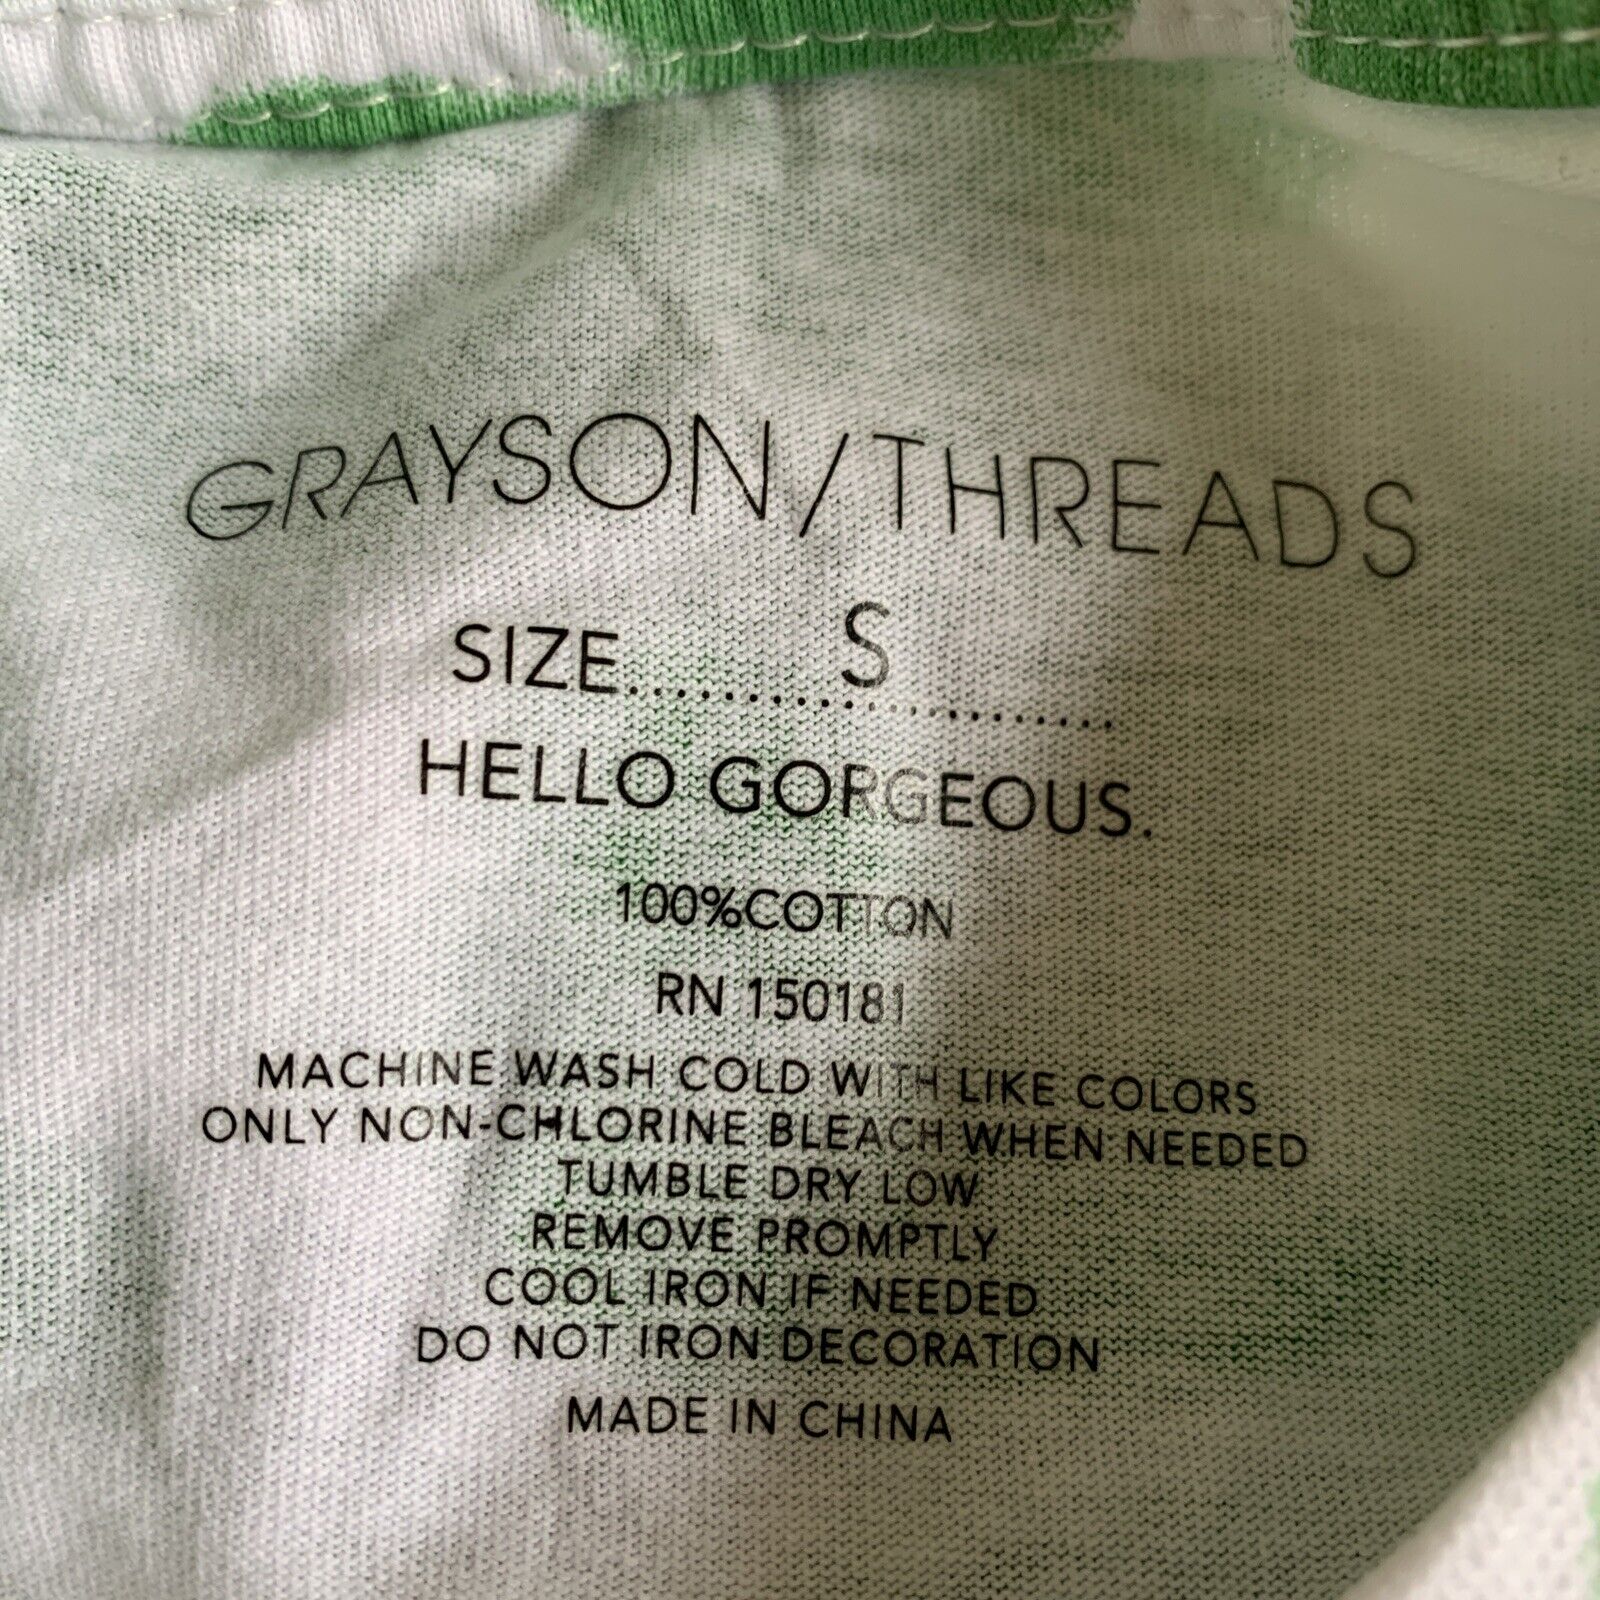 GRAYSON/THREADS
SIZE...................... S
HELLO GORGEOUS.
100%COTTON
RN 150181
MACHINE WASH COLD WITH LIKE COLORS
ONLY NON-CHLORINE BLEACH WHEN NEEDED
TUMBLE DRY LOW
REMOVE PROMPTLY
COOL IRON IF NEEDED
DO NOT IRON DECORATION
MADE IN CHINA